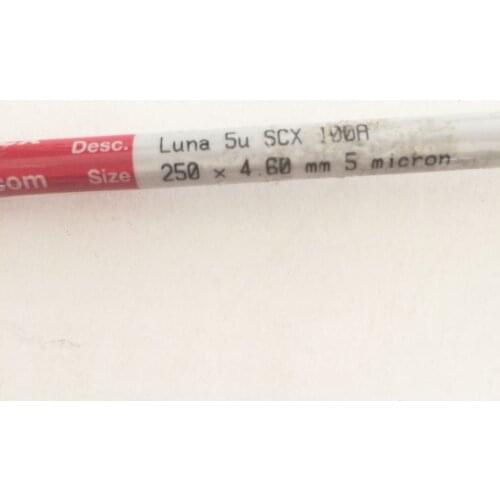 Desc. Luna 5u SCX 100A
com Size 250 x 4.60 mm 5 micron